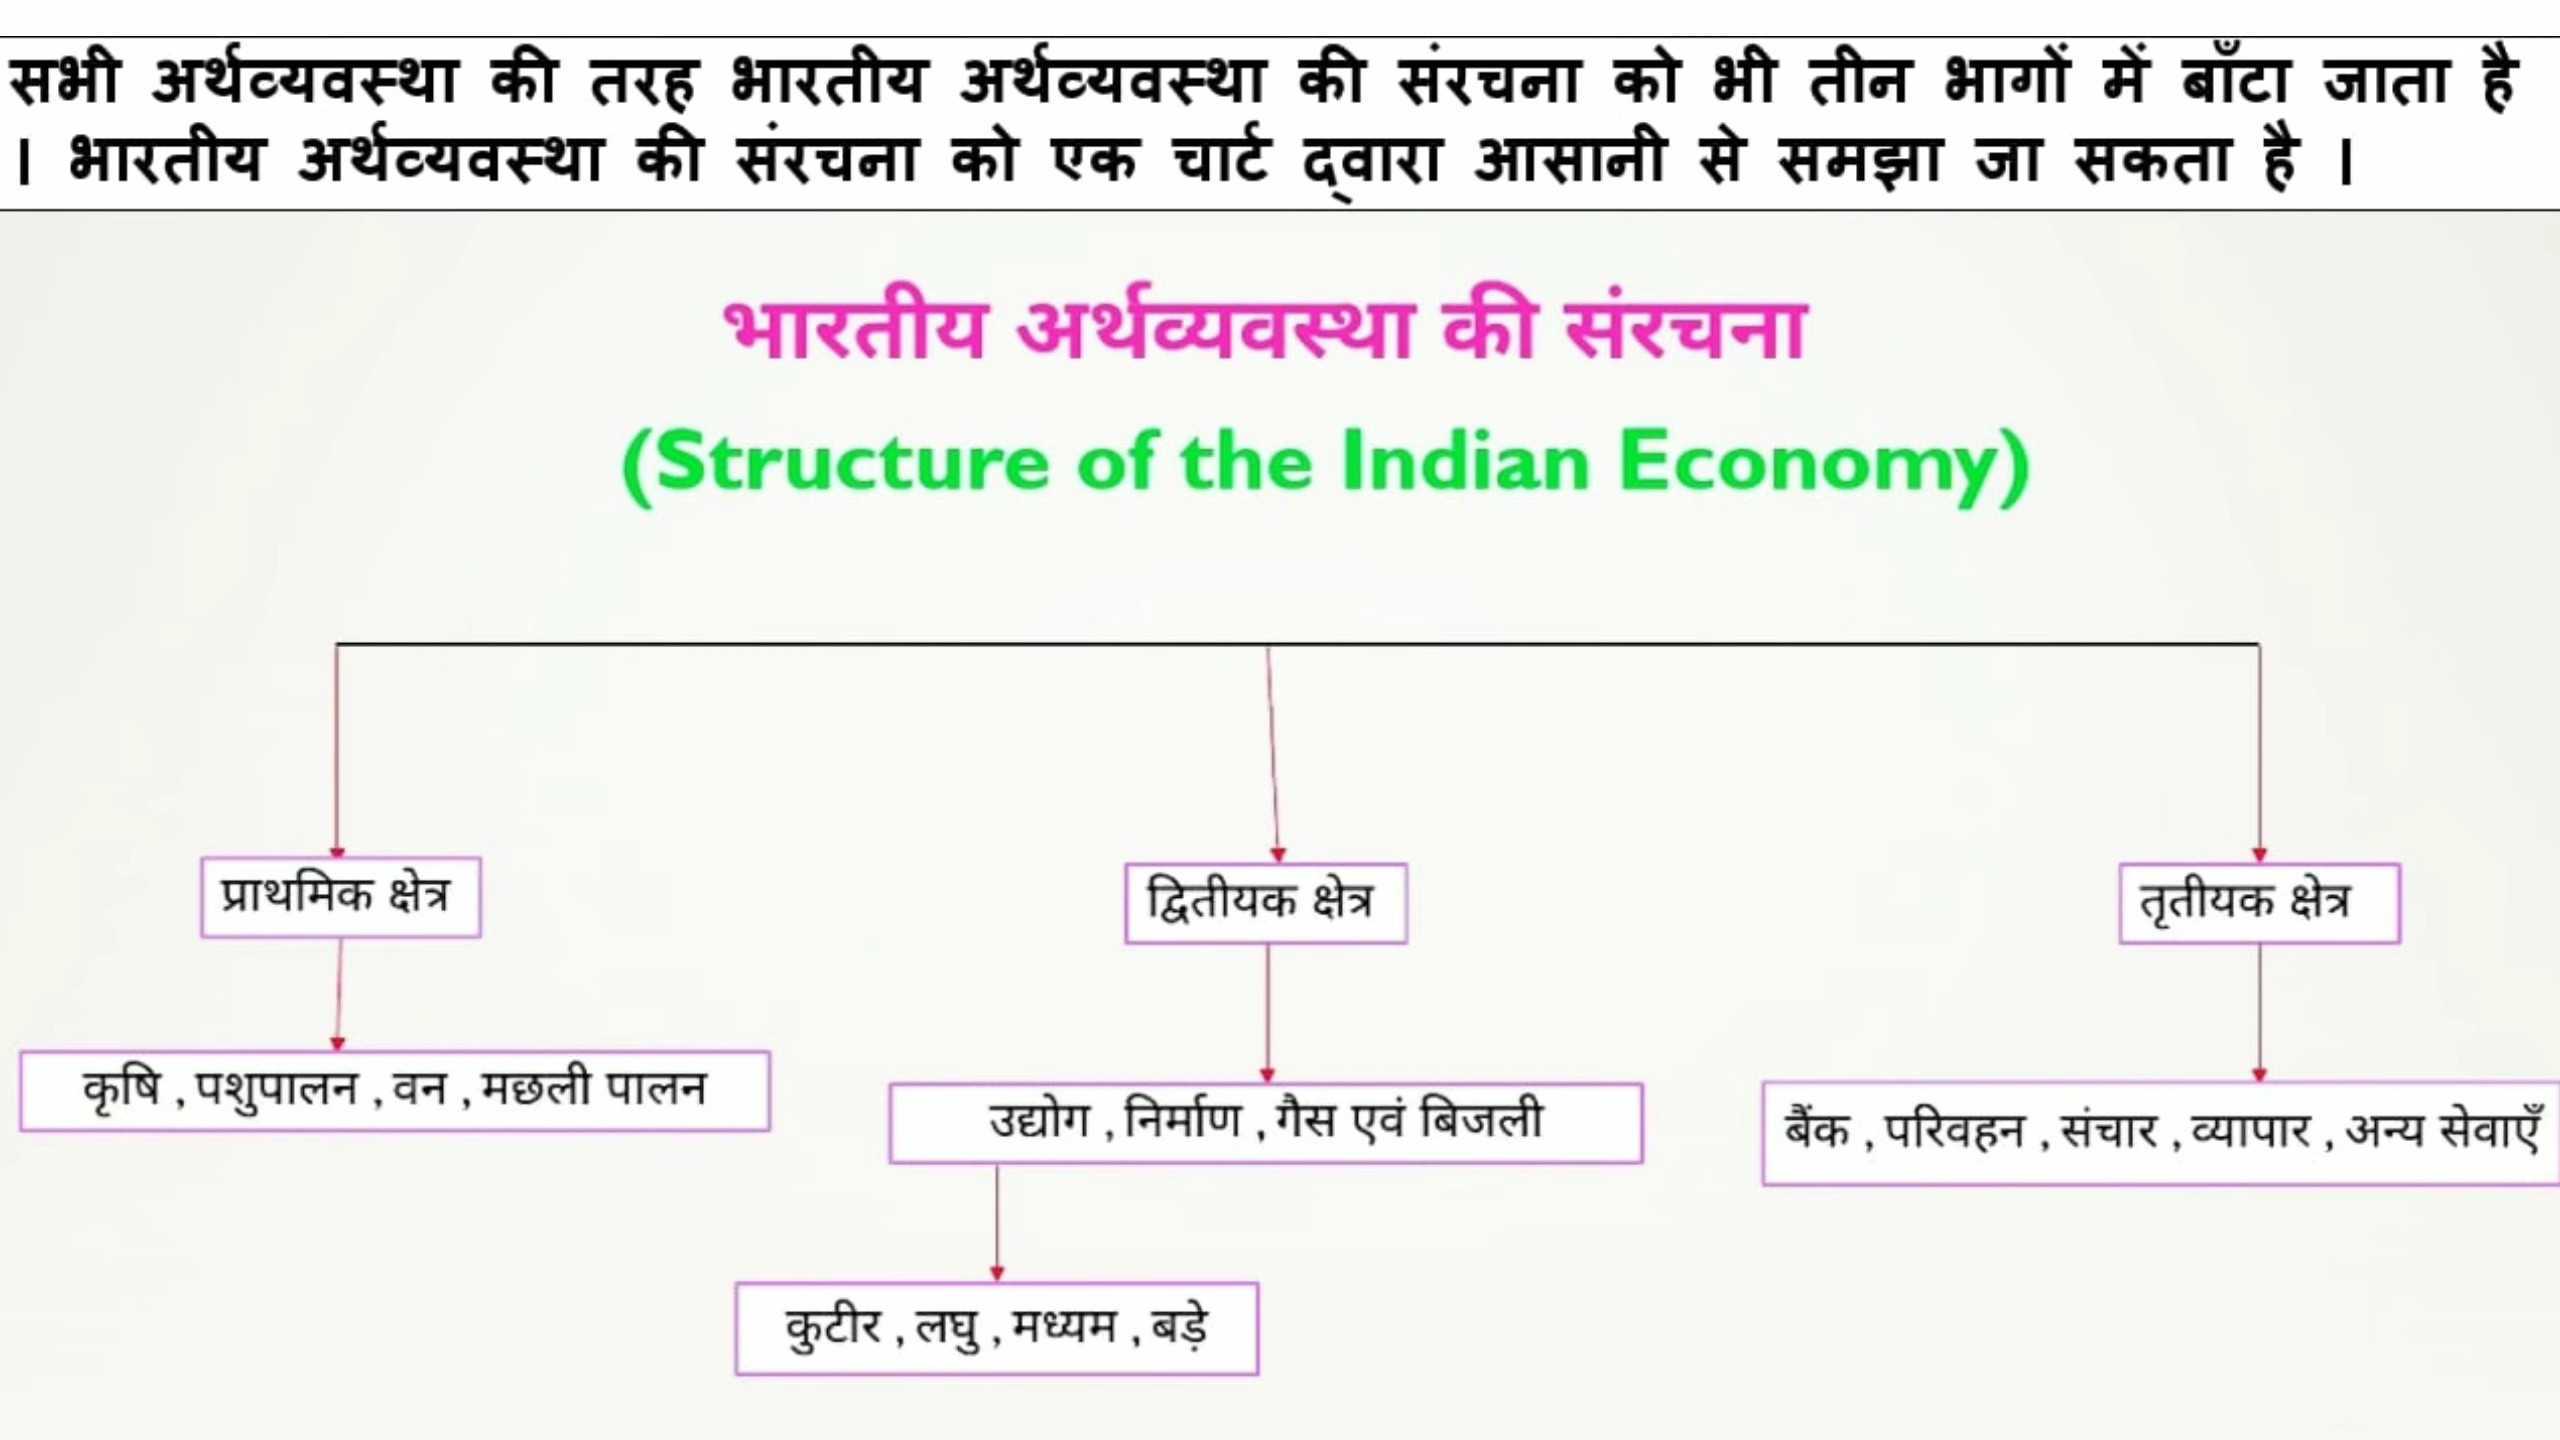 सभी अर्थव्यवस्था की तरह भारतीय अर्थव्यवस्था की संरचना को भी तीन भागों में बाँटा जाता है
। भारतीय अर्थव्यवस्था की संरचना को एक चार्ट द्वारा आसानी से समझा जा सकता है ।
भारतीय अर्थव्यवस्था की संरचना
(Structure of the Indian Economy)
प्राथमिक क्षेत्र
द्वितीयक क्षेत्र
तृतीयक क्षेत्र
कृषि , पशुपालन , वन , मछली पालन
उद्योग , निर्माण , गैस एवं बिजली
बैंक , परिवहन , संचार , व्यापार , अन्य सेवाएँ
कुटीर , लघु , मध्यम , बड़े